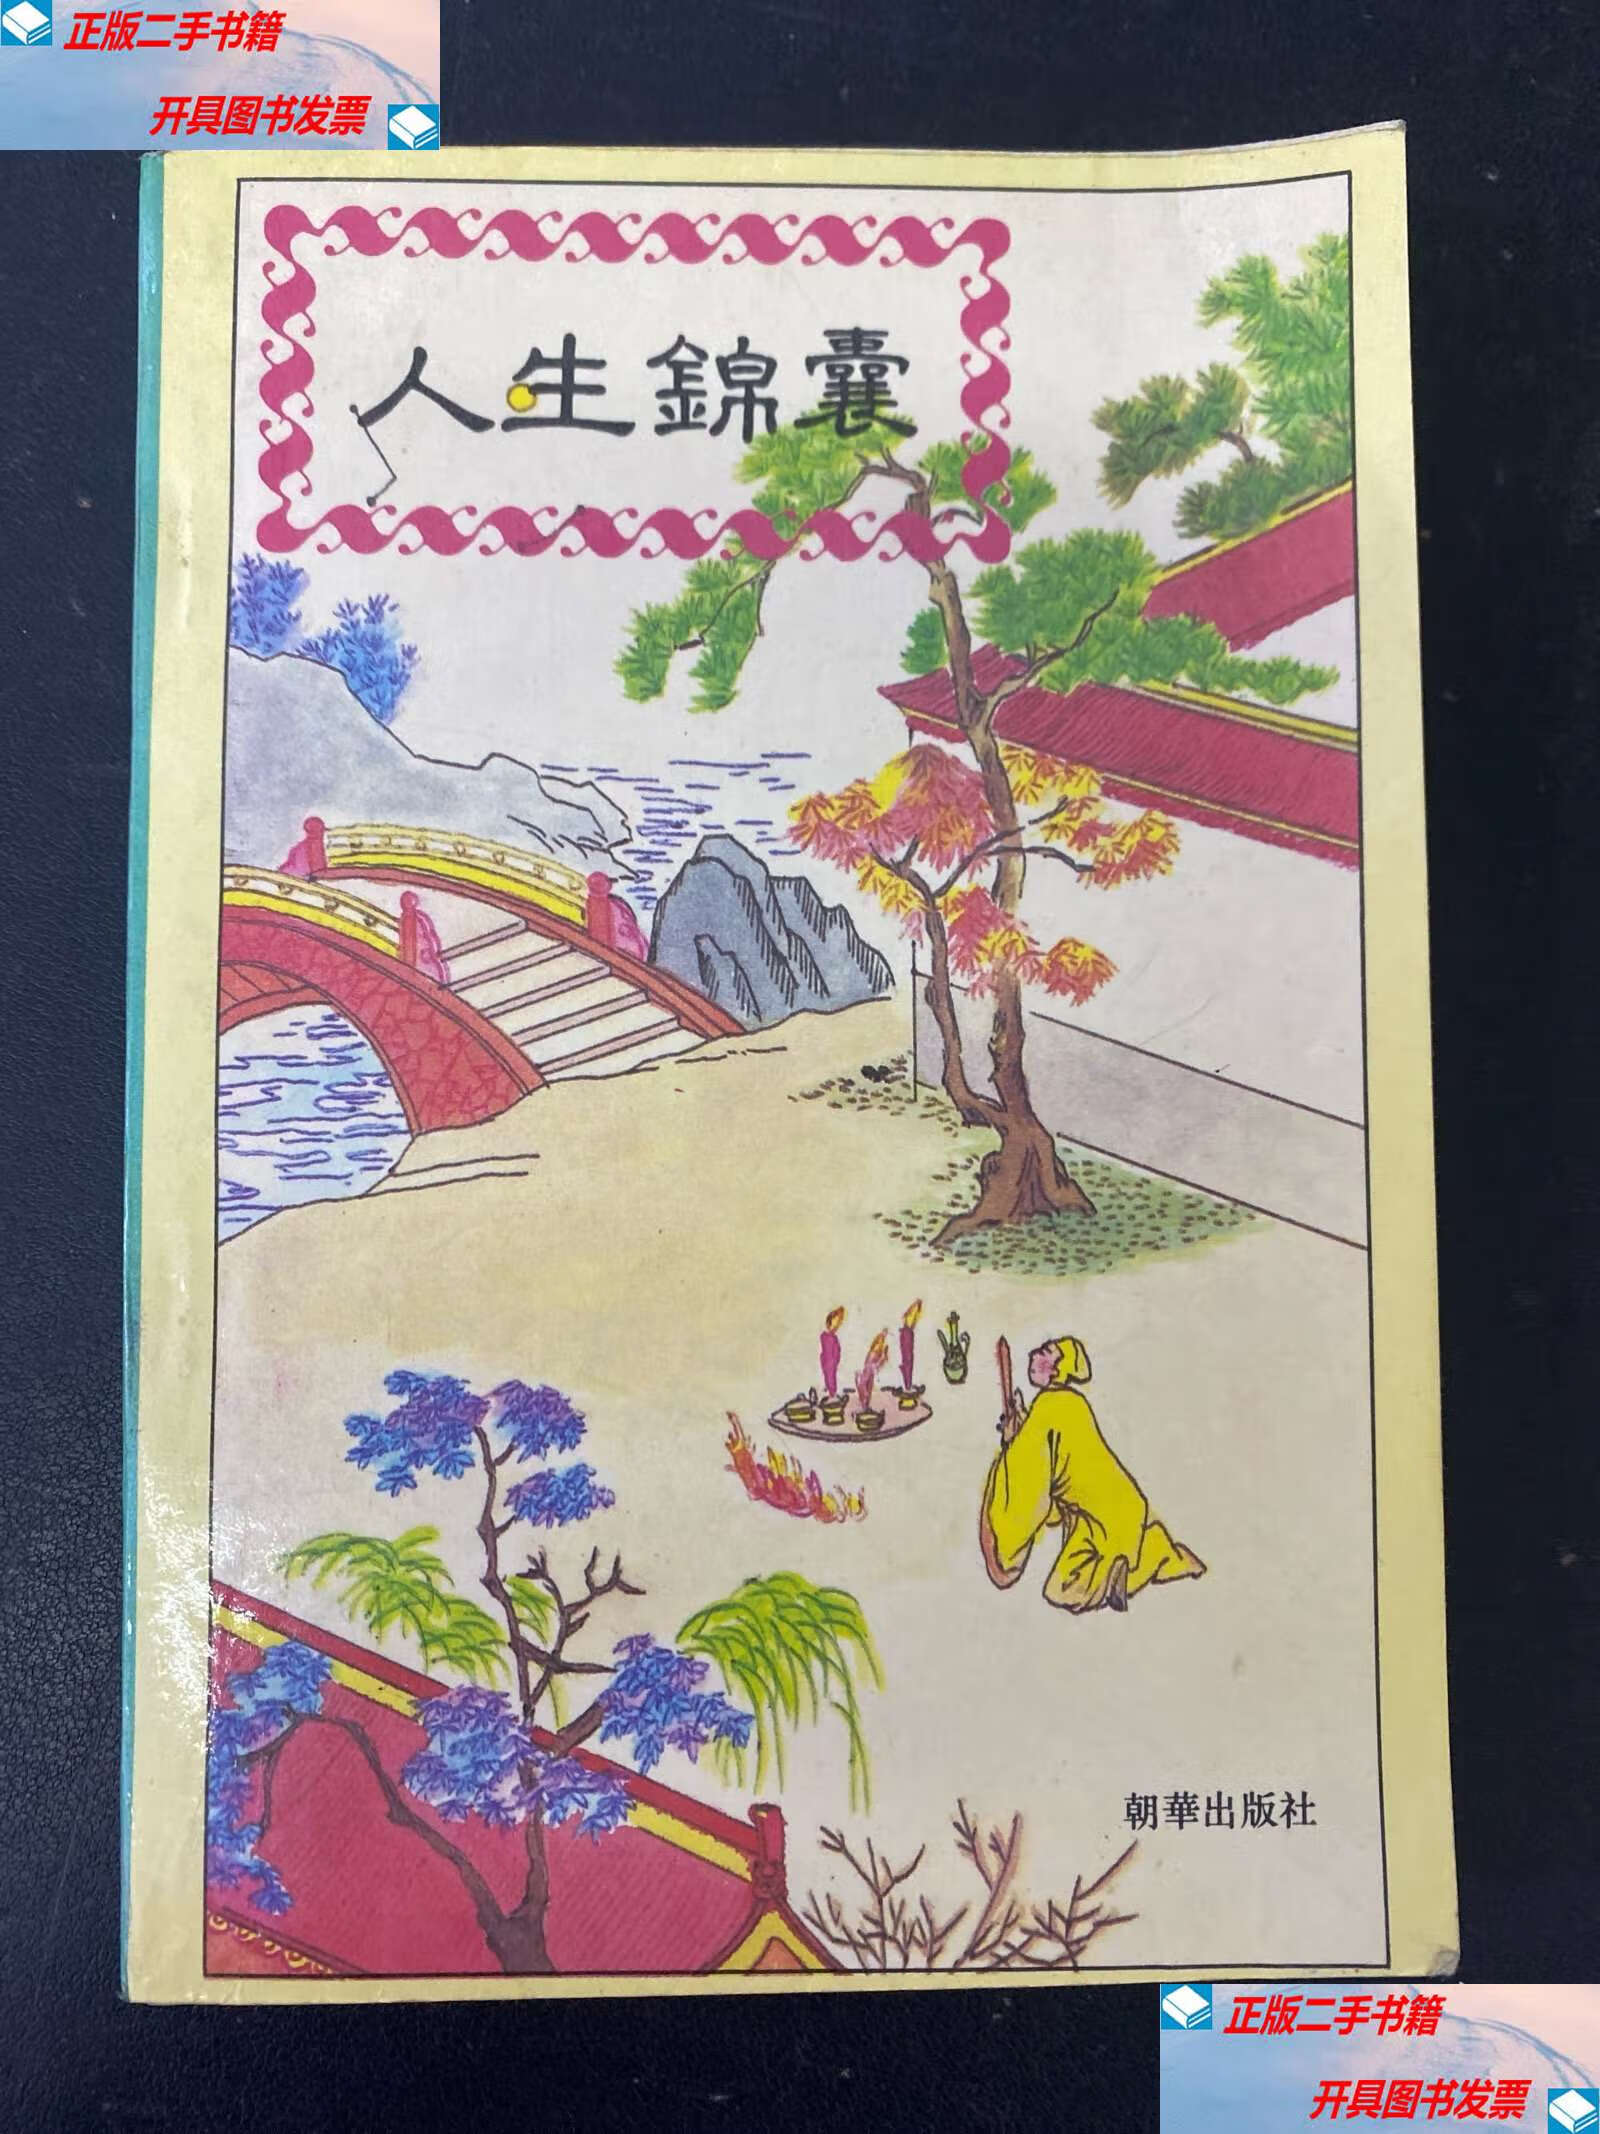 正版二手书籍
开具图书发票
人生錦囊
朝華出版社
正版二手书籍
开具图书发票